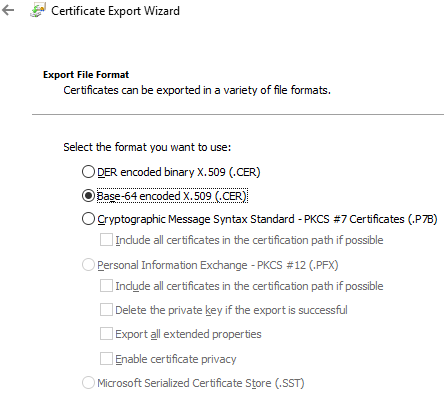 Certificate Export Wizard
Export File Format
Certificates can be exported in a variety of file formats.
Select the format you want to use:
DER encoded binary X.509 (.CER)
Base-64 encoded X.509 (.CER)
Cryptographic Message Syntax Standard - PKCS #7 Certificates (.P7B)
Include all certificates in the certification path if possible
Personal Information Exchange - PKCS #12 (.PFX)
Include all certificates in the certification path if possible
Delete the private key if the export is successful
Export all extended properties
Enable certificate privacy
Microsoft Serialized Certificate Store (.SST)